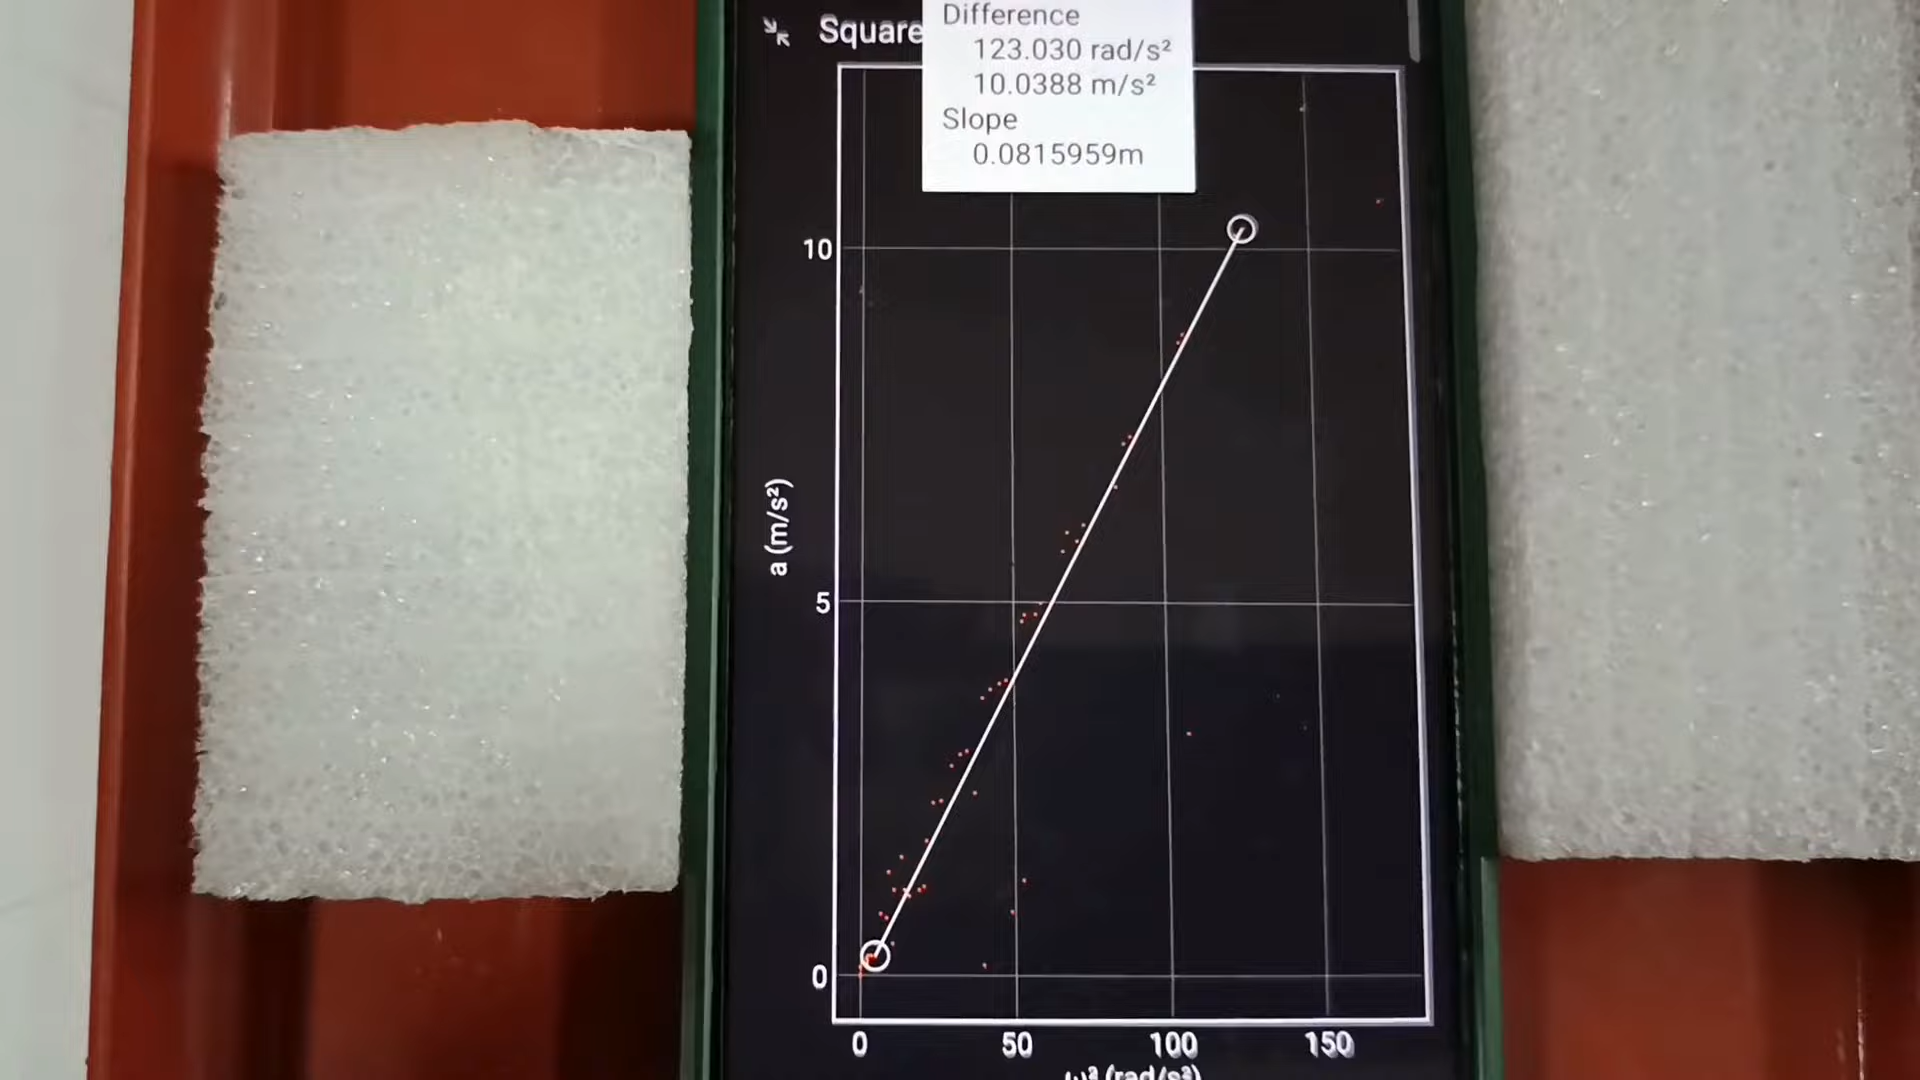 Square
Difference
123.030 rad/s²
10.0388 m/s²
Slope
0.0815959m
10
a (m/s²)
5
0
0
50
100
150